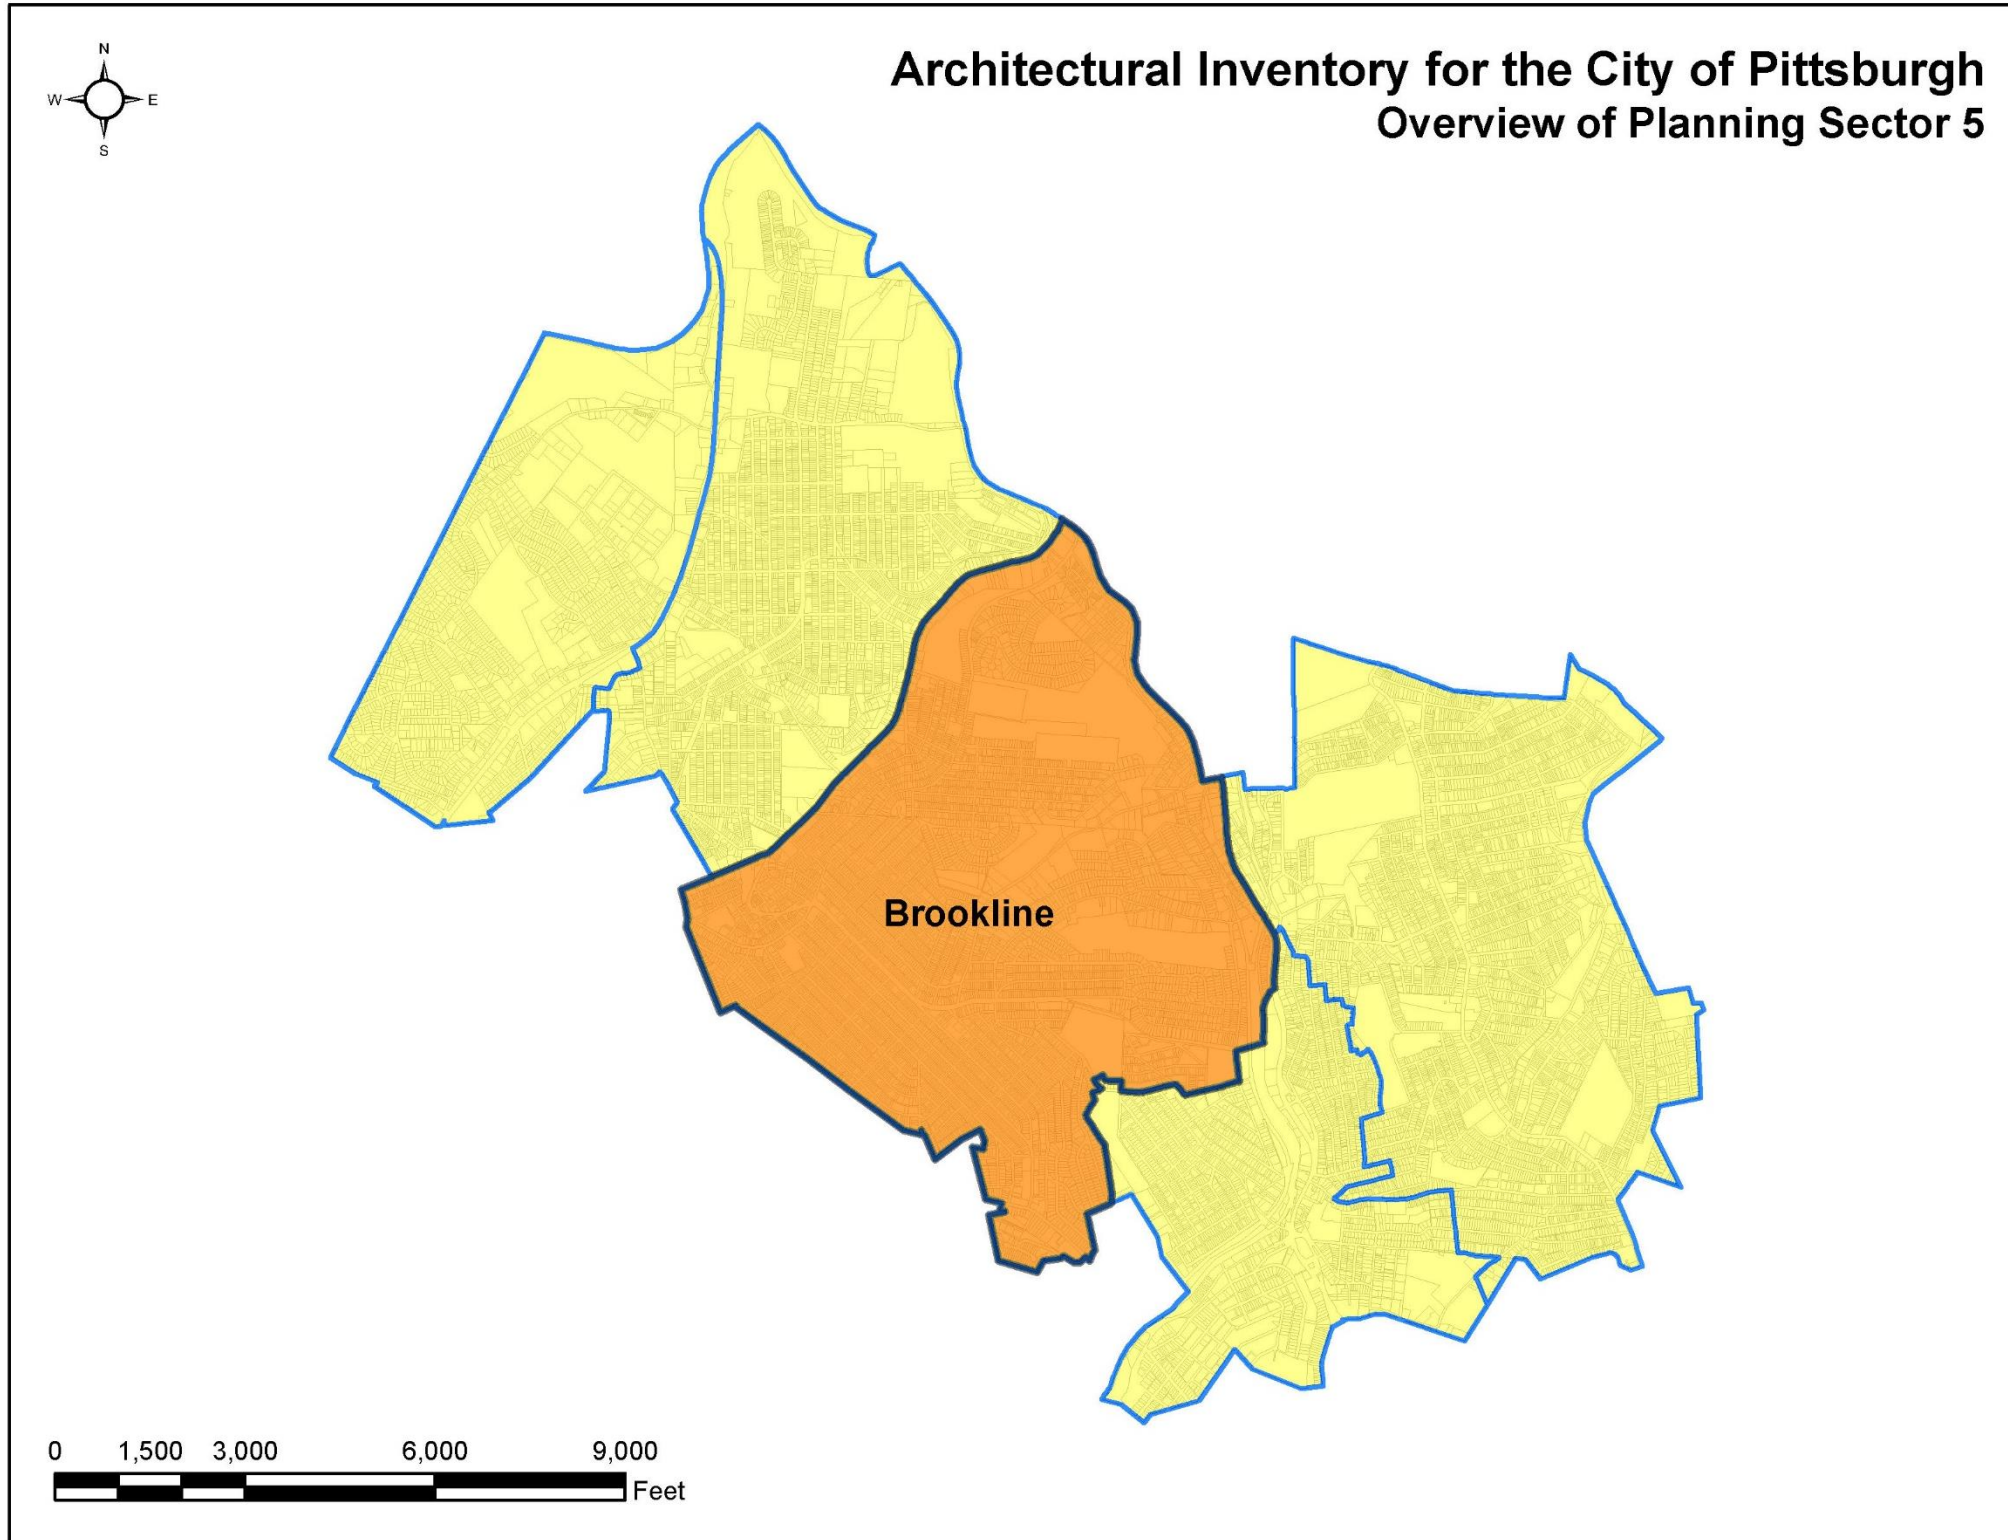 Architectural Inventory for the City of Pittsburgh
Overview of Planning Sector 5
N
W E
S
Brookline
0 1,500 3,000 6,000 9,000
Feet